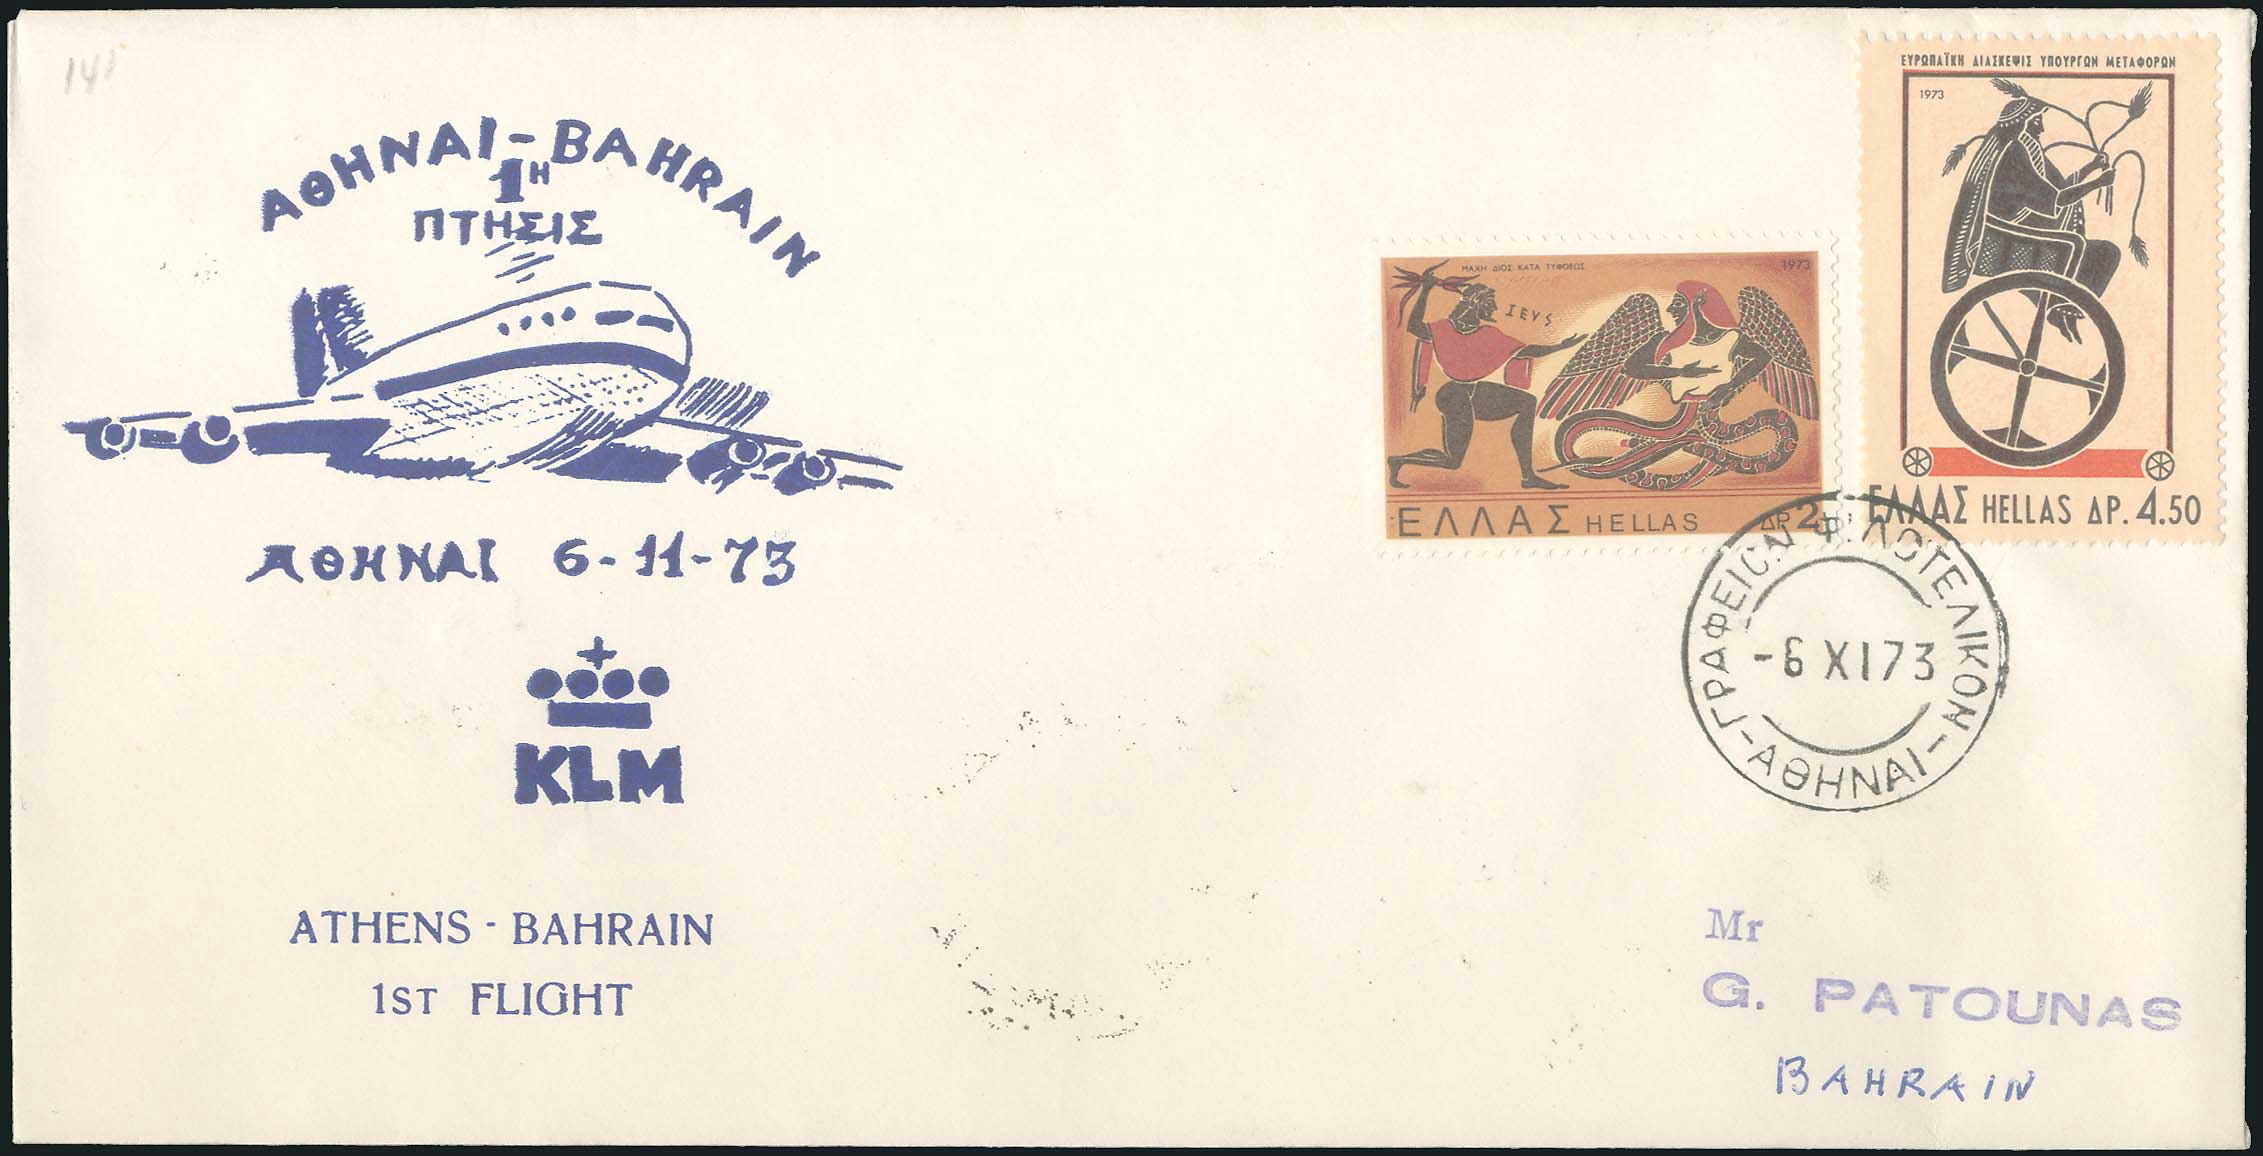 ΑΘΗΝΑΙ-BAHRAIN
1Η
ΠΤΗΣΙΣ
ΑΘΗΝΑΙ 6-11-73
KLM
ATHENS - BAHRAIN
1ST FLIGHT
ΜΑΧΗ ΔΙΟΣ ΚΑΤΑ ΤΥΦΩΕΩΣ 1973
ΙΕΥΣ
ΕΛΛΑΣ HELLAS ΔΡ. 2
ΕΥΡΩΠΑΪΚΗ ΔΙΑΣΚΕΨΙΣ ΥΠΟΥΡΓΩΝ ΜΕΤΑΦΟΡΩΝ
1973
ΕΛΛΑΣ HELLAS ΔΡ. 4.50
ΓΡΑΦΕΙΟΝ ΦΙΛΟΤΕΛΙΚΟΝ
-6 XI 73
-ΑΘΗΝΑΙ-
Mr
G. PATOUNAS
BAHRAIN